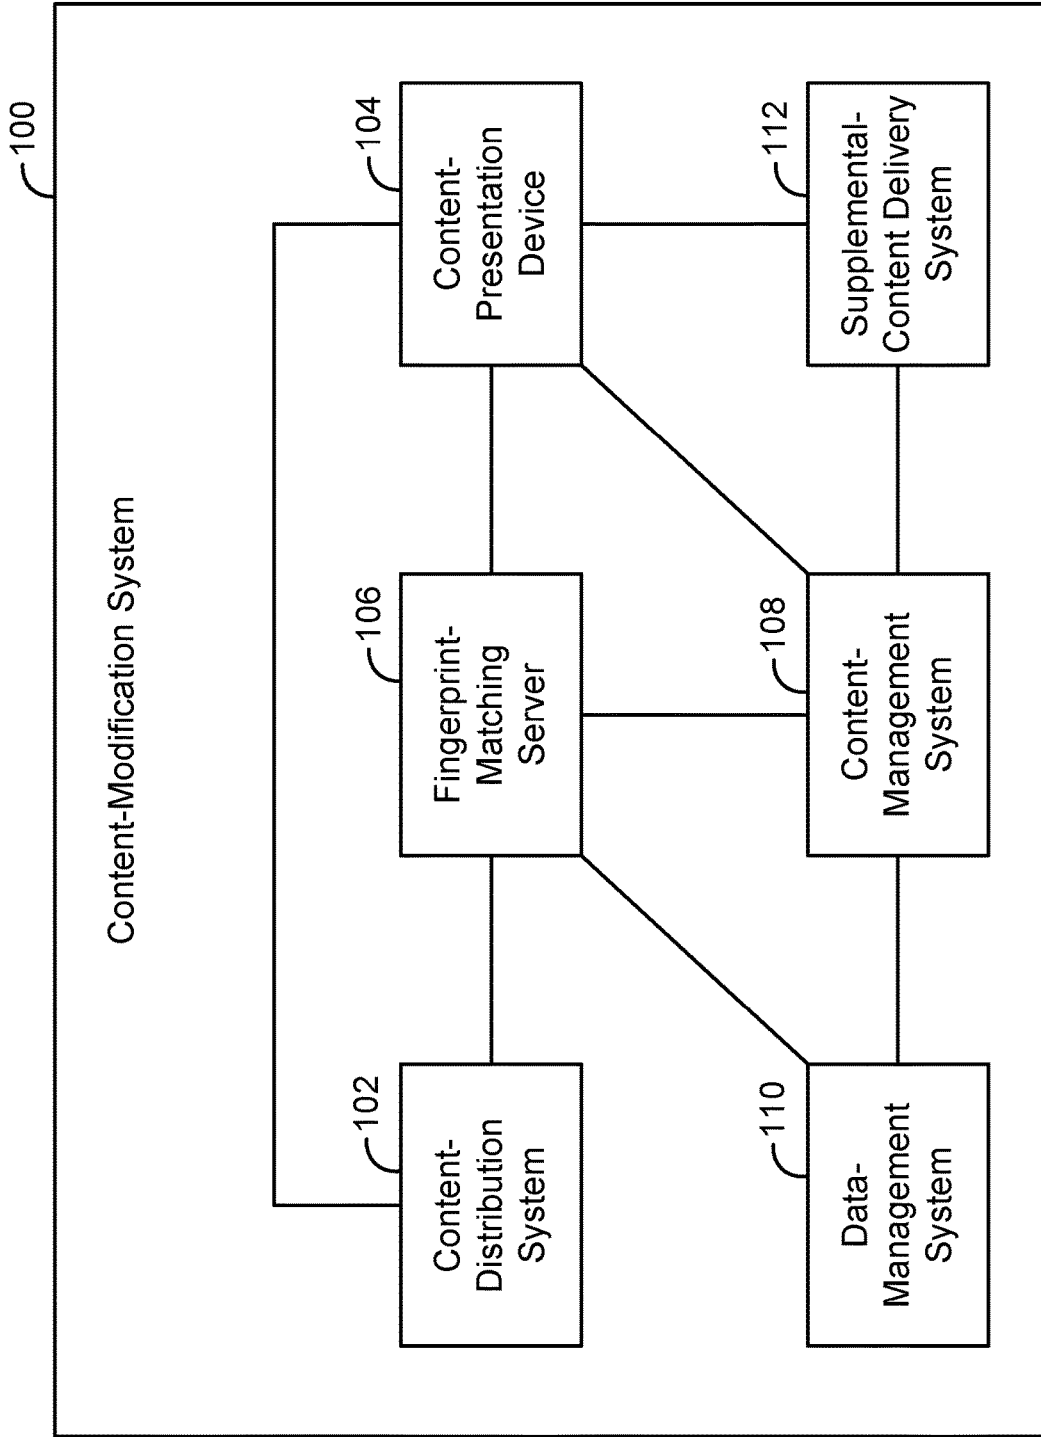 100
Content-Modification System
102
Content-
Distribution
System
106
Fingerprint-
Matching
Server
104
Content-
Presentation
Device
110
Data-
Management
System
108
Content-
Management
System
112
Supplemental-
Content Delivery
System